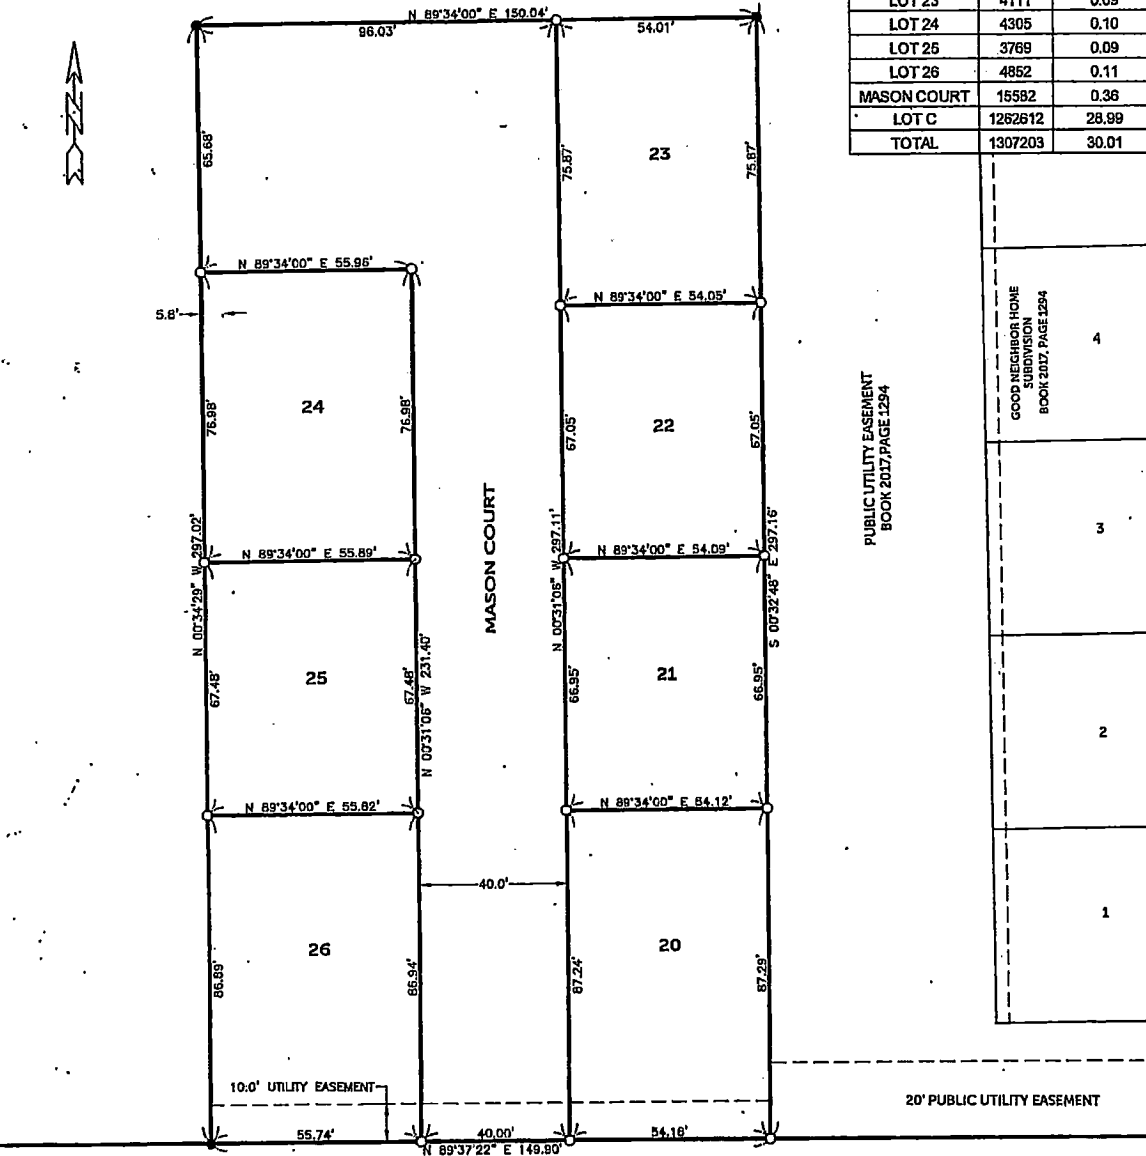 LOT 23 4111 0.09
LOT 24 4305 0.10
LOT 25 3769 0.09
LOT 26 4852 0.11
MASON COURT 15582 0.36
LOT C 1262612 28.99
TOTAL 1307203 30.01
N 89°34'00" E 150.04'
96.03'
54.01'
N
65.68'
75.87'
75.87'
23
N 89°34'00" E 55.96'
N 89°34'00" E 54.05'
5.8'
24
76.98'
76.98'
22
67.05'
67.05'
PUBLIC UTILITY EASEMENT
BOOK 2017, PAGE 1294
GOOD NEIGHBOR HOME
SUBDIVISION
BOOK 2017, PAGE 1294
4
3
2
1
MASON COURT
N 00°34'29" W 297.02'
N 89°34'00" E 55.89'
N 00°31'06" W 297.11'
N 89°34'00" E 54.09'
S 00°32'48" E 297.16'
25
67.48'
67.48'
N 00°31'06" W 231.40'
21
66.95'
66.95'
N 89°34'00" E 55.82'
N 89°34'00" E 54.12'
40.0'
26
86.89'
86.94'
20
87.24'
87.29'
10.0' UTILITY EASEMENT
20' PUBLIC UTILITY EASEMENT
55.74'
40.00'
54.16'
N 89°37'22" E 149.90'